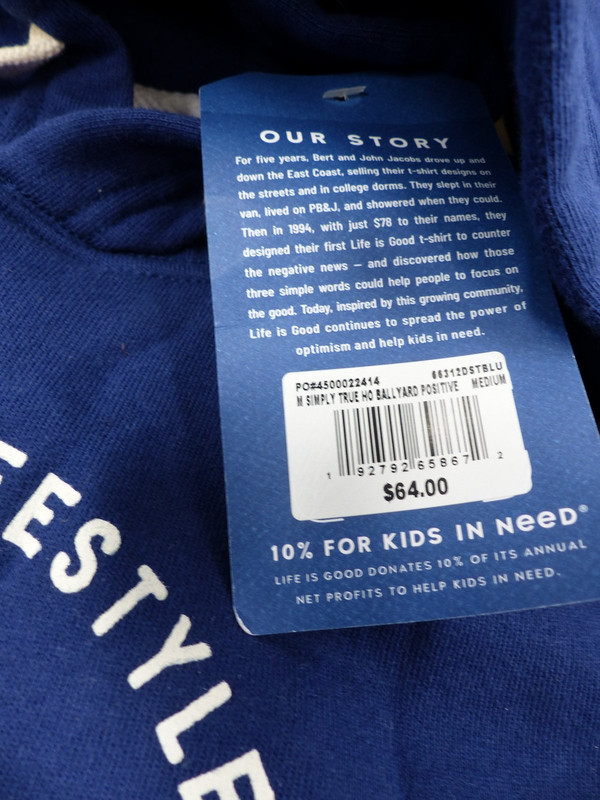 OUR STORY
For five years, Bert and John Jacobs drove up and
down the East Coast, selling their t-shirt designs on
the streets and in college dorms. They slept in their
van, lived on PB&J, and showered when they could.
Then in 1994, with just $78 to their names, they
designed their first Life is Good t-shirt to counter
the negative news – and discovered how those
three simple words could help people to focus on
the good. Today, inspired by this growing community,
Life is Good continues to spread the power of
optimism and help kids in need.
PO#4500022414 66312DSTBLU
M SIMPLY TRUE HO BALLYARD POSITIVE MEDIUM
1 92792 65867 2
$64.00
10% FOR KIDS IN NeeD®
LIFE IS GOOD DONATES 10% OF ITS ANNUAL
NET PROFITS TO HELP KIDS IN NEED.
FESTYLE